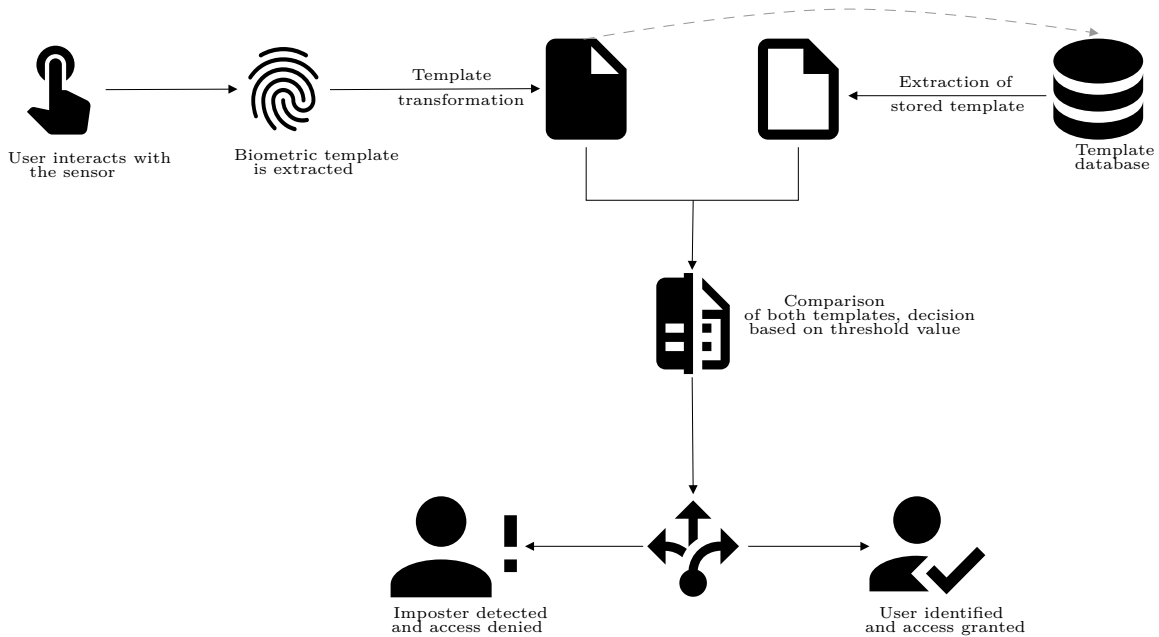 User interacts with
the sensor
Biometric template
is extracted
Template
transformation
Extraction of
stored template
Template
database
Comparison
of both templates, decision
based on threshold value
Imposter detected
and access denied
User identified
and access granted